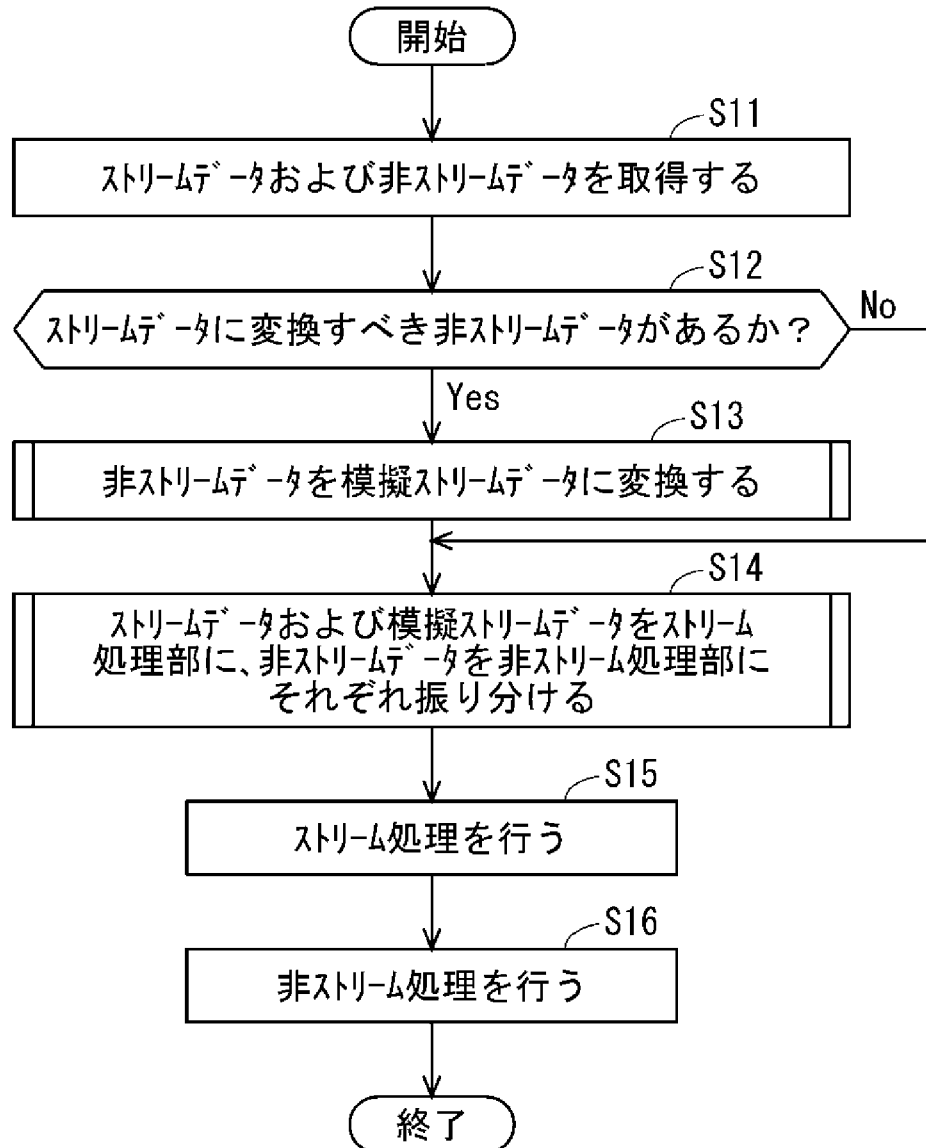 開始
S11
ｽﾄﾘｰﾑﾃﾞｰﾀおよび非ｽﾄﾘｰﾑﾃﾞｰﾀを取得する
S12
ｽﾄﾘｰﾑﾃﾞｰﾀに変換すべき非ｽﾄﾘｰﾑﾃﾞｰﾀがあるか？
No
Yes
S13
非ｽﾄﾘｰﾑﾃﾞｰﾀを模擬ｽﾄﾘｰﾑﾃﾞｰﾀに変換する
S14
ｽﾄﾘｰﾑﾃﾞｰﾀおよび模擬ｽﾄﾘｰﾑﾃﾞｰﾀをｽﾄﾘｰﾑ
処理部に、非ｽﾄﾘｰﾑﾃﾞｰﾀを非ｽﾄﾘｰﾑ処理部に
それぞれ振り分ける
S15
ｽﾄﾘｰﾑ処理を行う
S16
非ｽﾄﾘｰﾑ処理を行う
終了